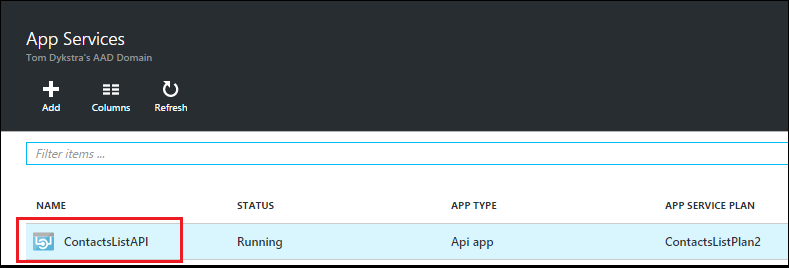 App Services
Tom Dykstra's AAD Domain
Add Columns Refresh
Filter items ...
NAME STATUS APP TYPE APP SERVICE PLAN
ContactsListAPI Running Api app ContactsListPlan2